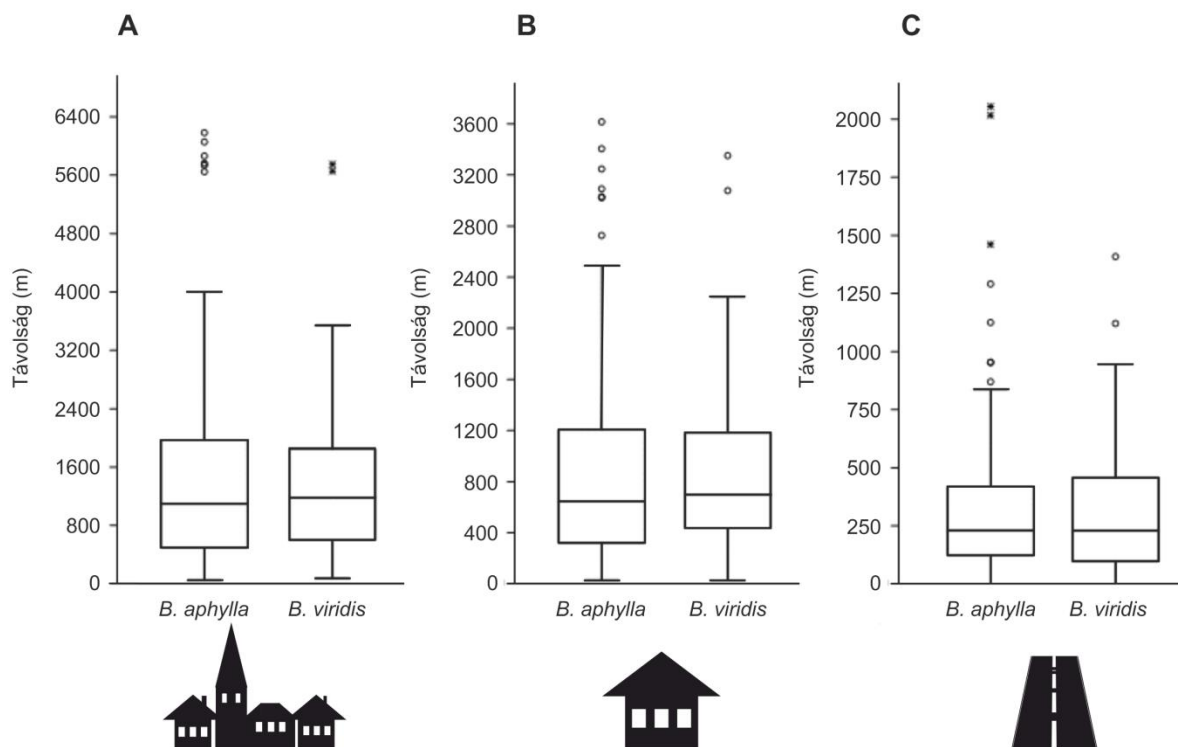 A
B
C
Távolság (m)
6400
5600
4800
4000
3200
2400
1600
800
0
B. aphylla
B. viridis
Távolság (m)
3600
3200
2800
2400
2000
1600
1200
800
400
0
B. aphylla
B. viridis
Távolság (m)
2000
1750
1500
1250
1000
750
500
250
0
B. aphylla
B. viridis